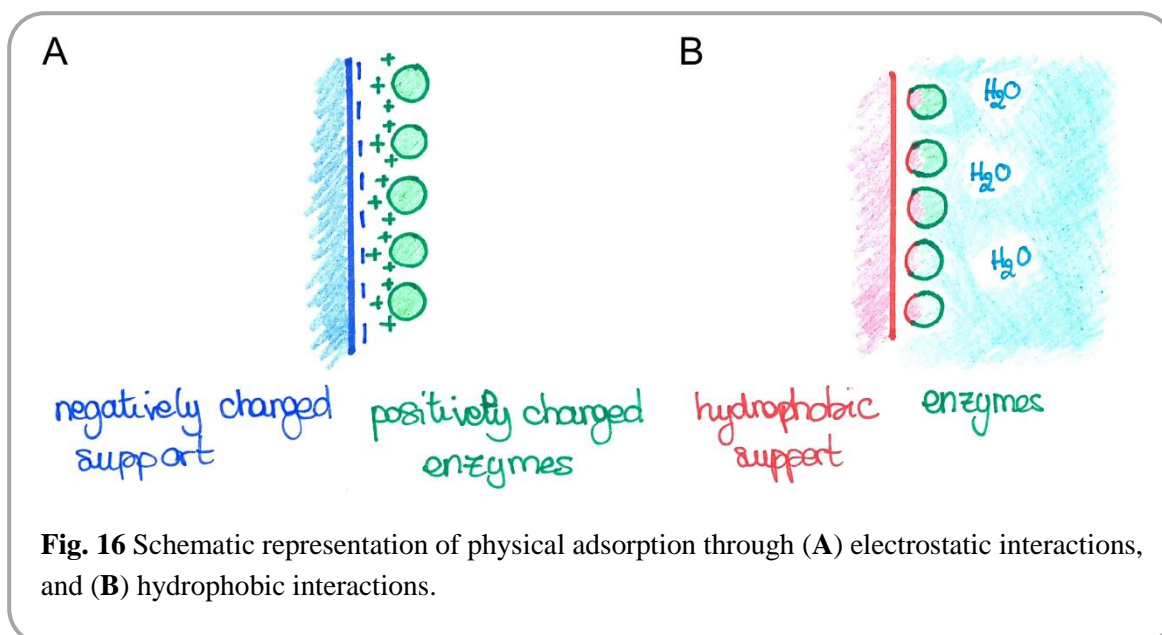 A
B
H2O
H2O
H2O
negatively charged
support
positively charged
enzymes
hydrophobic
support
enzymes
Fig. 16 Schematic representation of physical adsorption through (A) electrostatic interactions,
and (B) hydrophobic interactions.